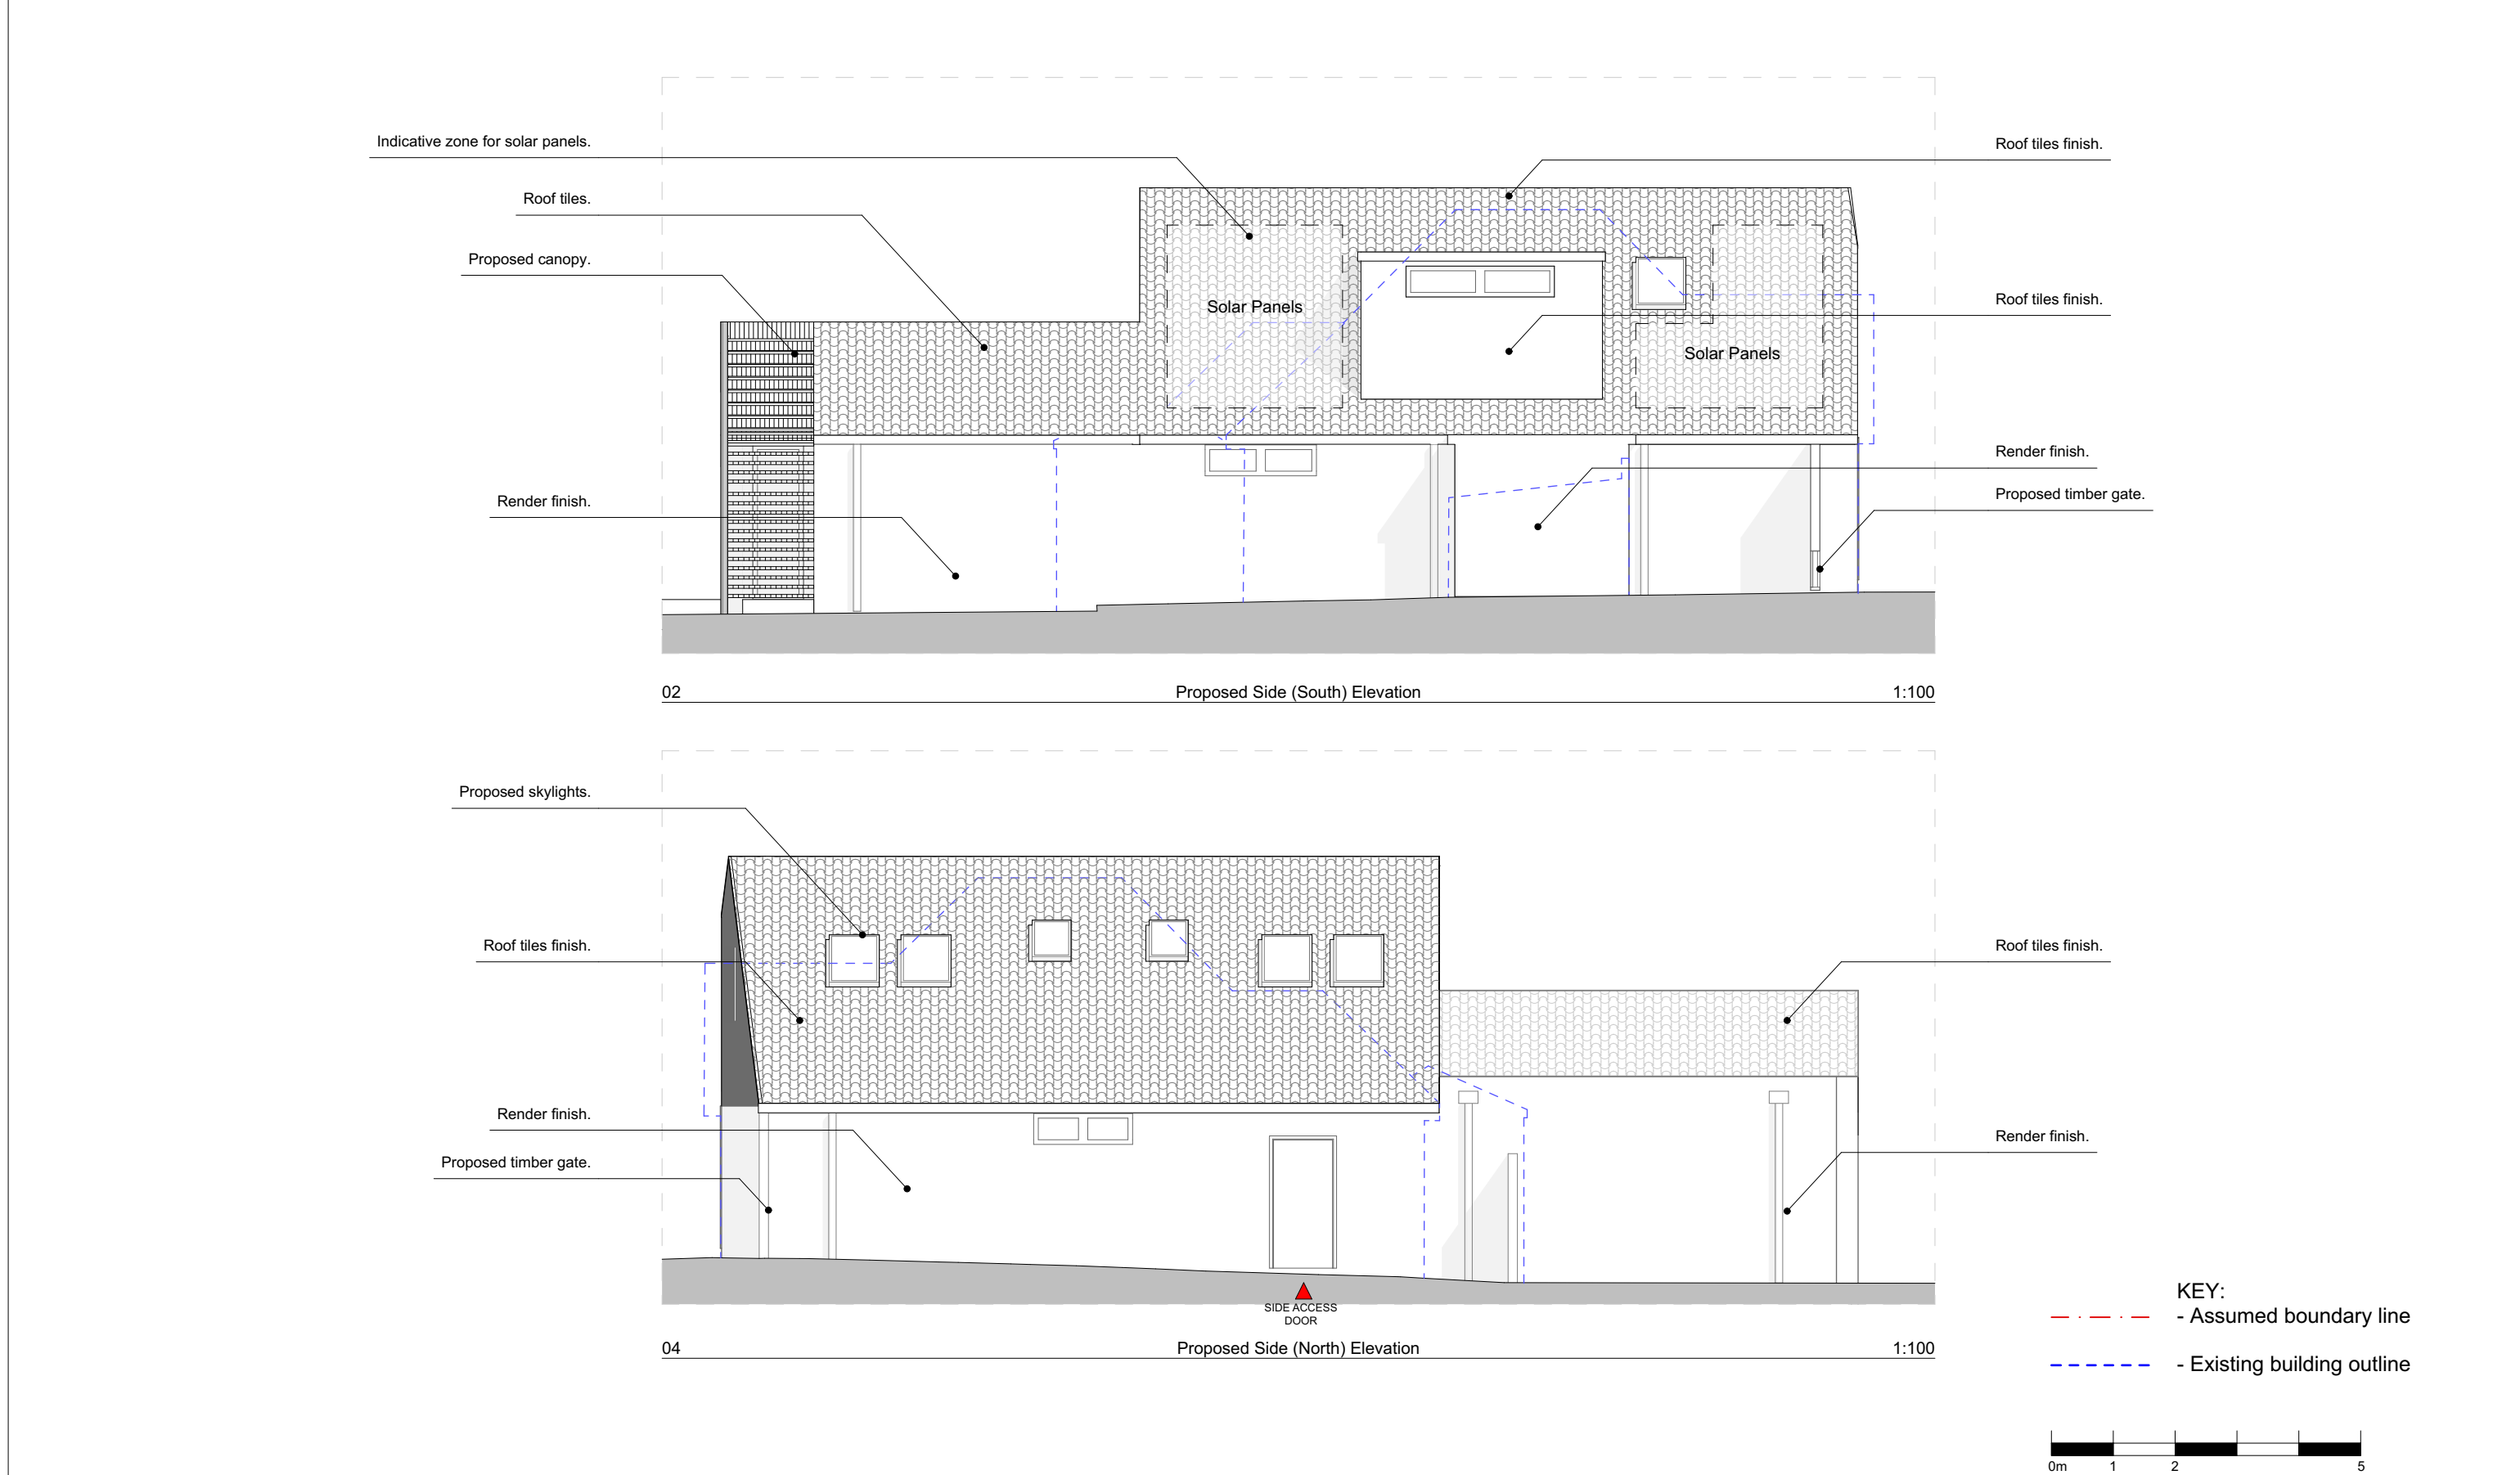 Indicative zone for solar panels.
Roof tiles finish.
Roof tiles.
Proposed canopy.
Roof tiles finish.
Solar Panels
Solar Panels
Render finish.
Proposed timber gate.
Render finish.
02 Proposed Side (South) Elevation 1:100
Proposed skylights.
Roof tiles finish.
Roof tiles finish.
Render finish.
Render finish.
Proposed timber gate.
SIDE ACCESS
DOOR
04 Proposed Side (North) Elevation 1:100
KEY:
- Assumed boundary line
- Existing building outline
0m 1 2 5